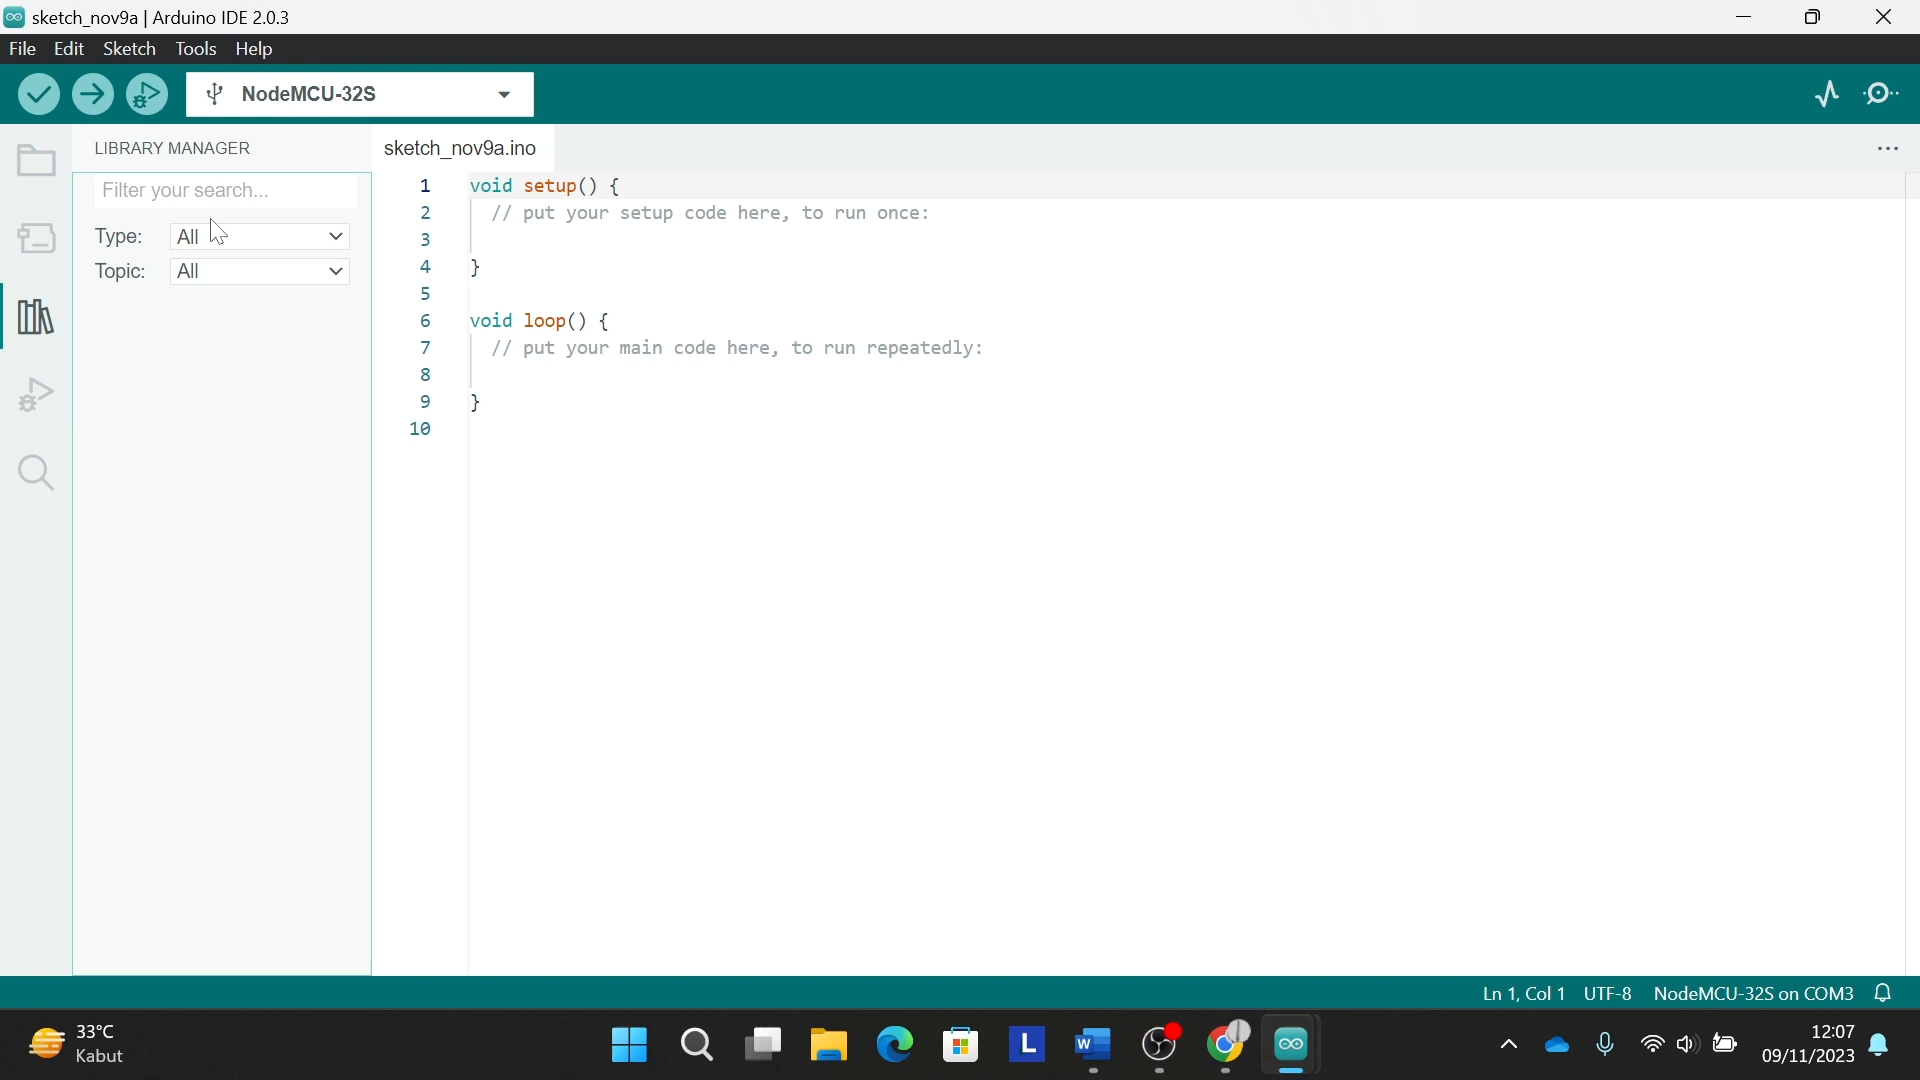 sketch_nov9a | Arduino IDE 2.0.3
File Edit Sketch Tools Help
NodeMCU-32S
LIBRARY MANAGER
Filter your search...
Type: All
Topic: All
sketch_nov9a.ino
1 void setup() {
2 // put your setup code here, to run once:
3
4 }
5
6 void loop() {
7 // put your main code here, to run repeatedly:
8
9 }
10
Ln 1, Col 1 UTF-8 NodeMCU-32S on COM3
33°C
Kabut
L
W
12:07
09/11/2023